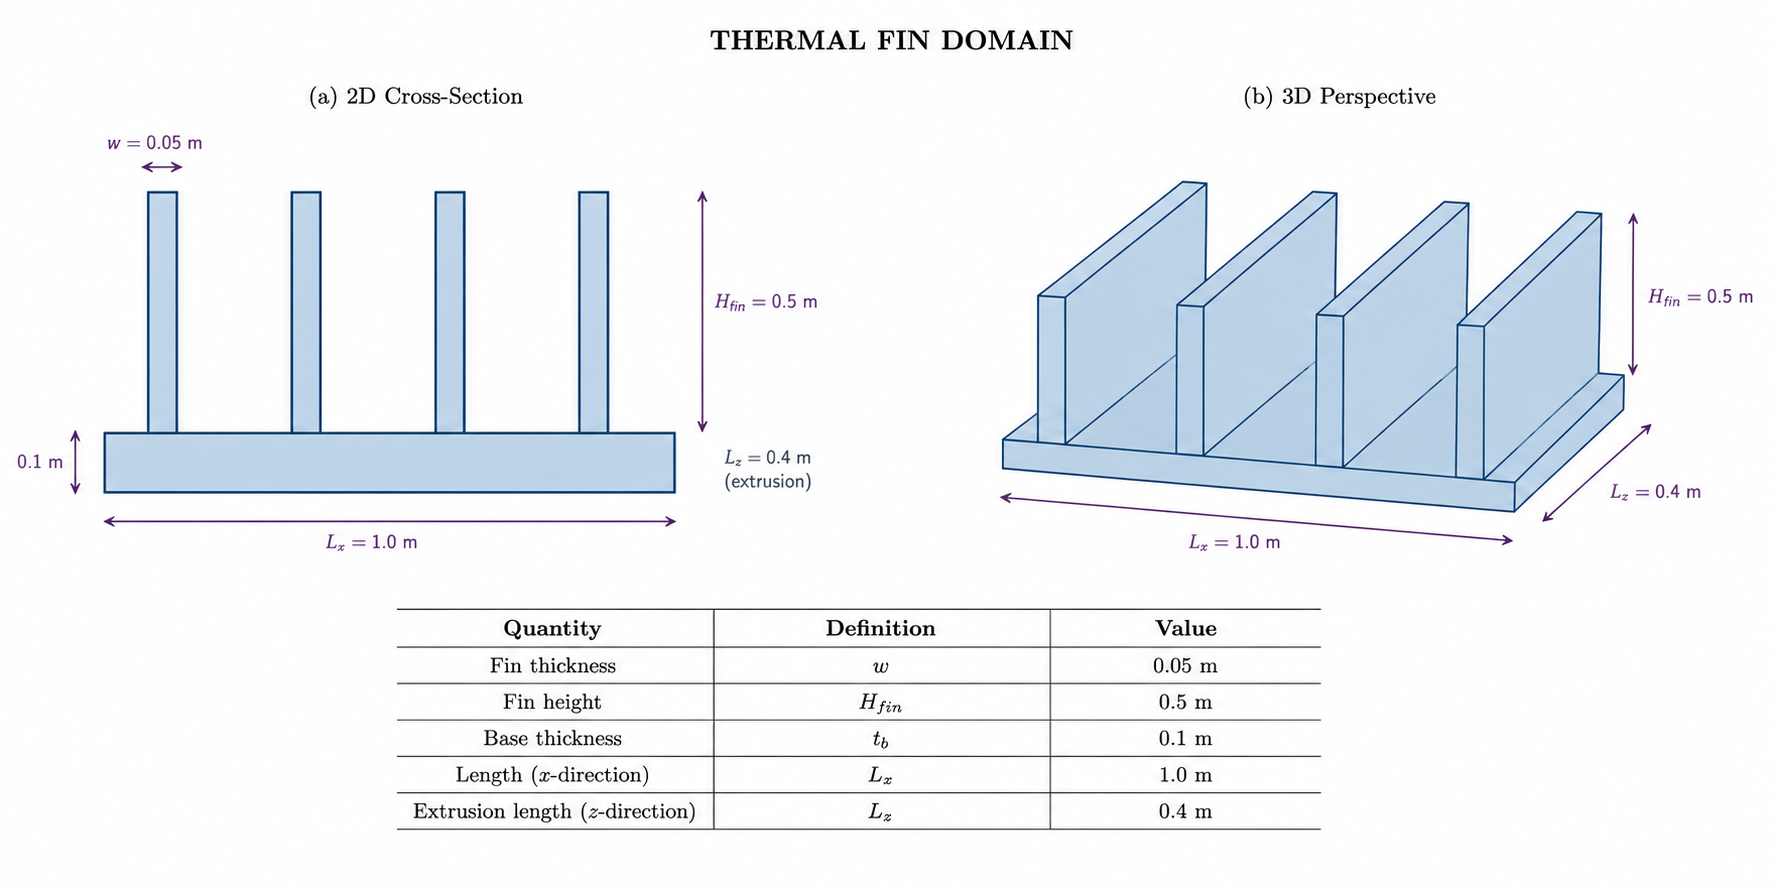 THERMAL FIN DOMAIN
(a) 2D Cross-Section
w = 0.05 m
H_fin = 0.5 m
0.1 m
L_z = 0.4 m
(extrusion)
L_x = 1.0 m
(b) 3D Perspective
H_fin = 0.5 m
L_z = 0.4 m
L_x = 1.0 m
Quantity Definition Value
Fin thickness w 0.05 m
Fin height H_fin 0.5 m
Base thickness t_b 0.1 m
Length (x-direction) L_x 1.0 m
Extrusion length (z-direction) L_z 0.4 m